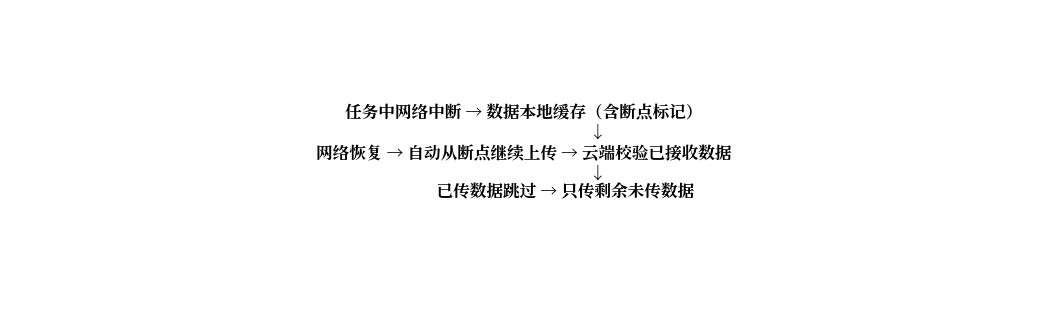 任务中网络中断 → 数据本地缓存（含断点标记）
↓
网络恢复 → 自动从断点继续上传 → 云端校验已接收数据
↓
已传数据跳过 → 只传剩余未传数据